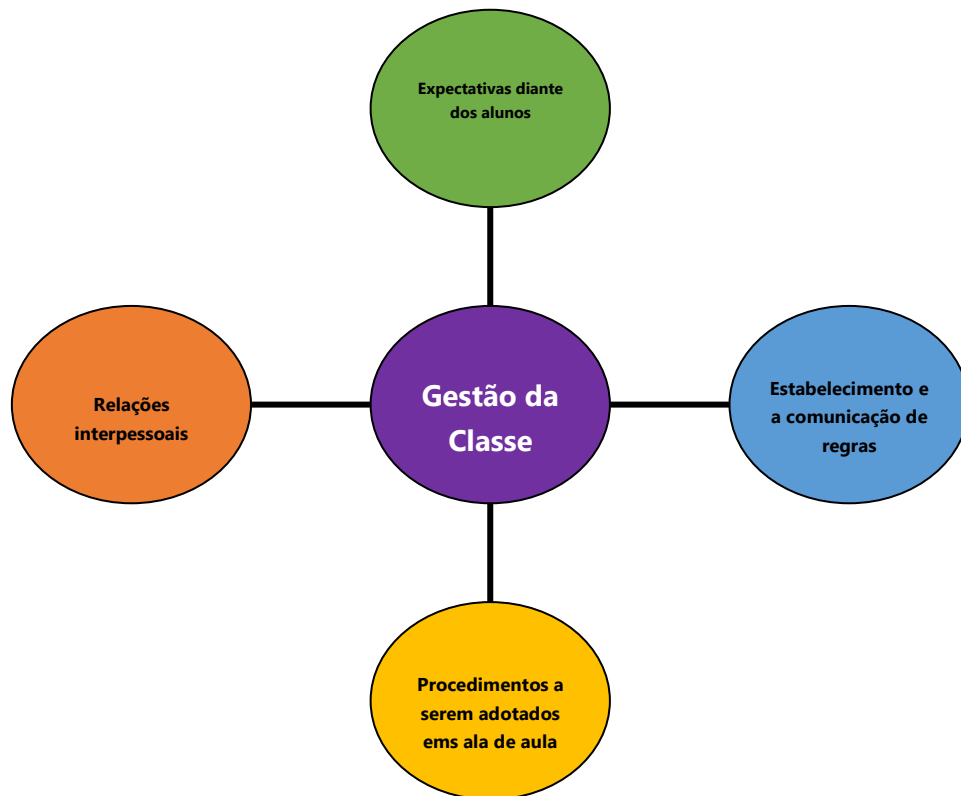 Expectativas diante
dos alunos
Relações
interpessoais
Gestão da
Classe
Estabelecimento e
a comunicação de
regras
Procedimentos a
serem adotados
ems ala de aula